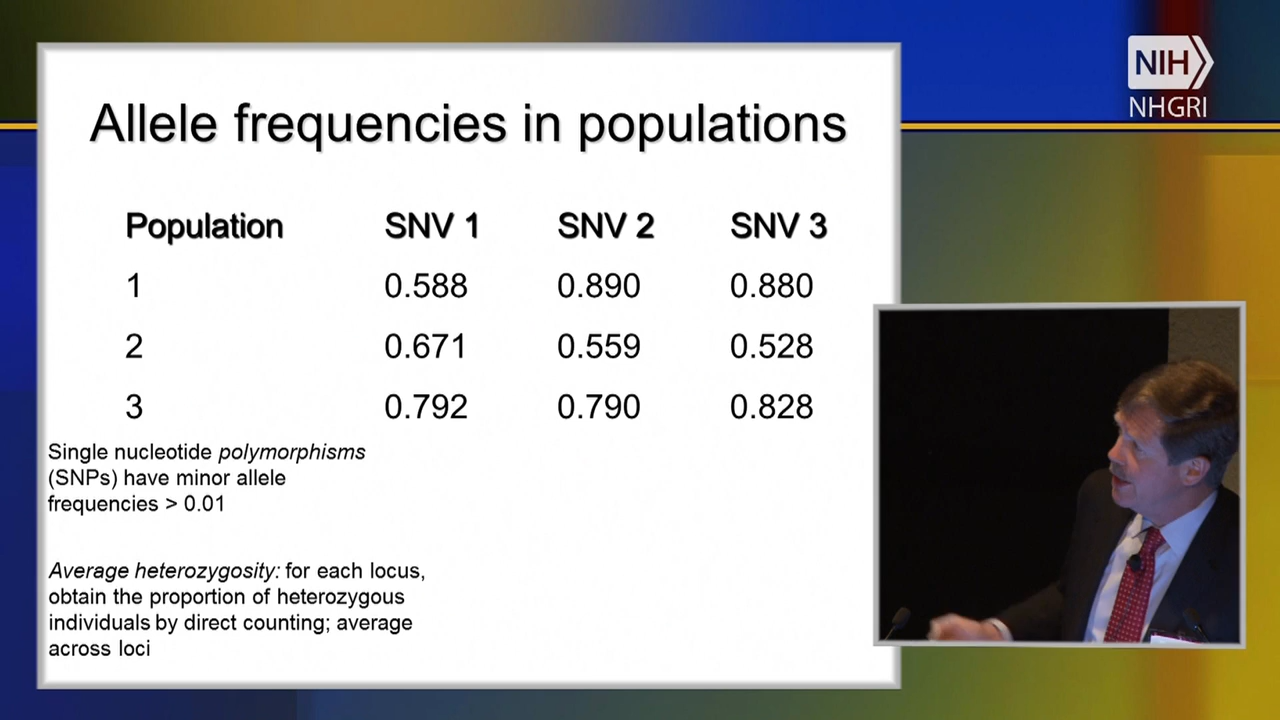 NIH
NHGRI
Allele frequencies in populations
Population SNV 1 SNV 2 SNV 3
1 0.588 0.890 0.880
2 0.671 0.559 0.528
3 0.792 0.790 0.828
Single nucleotide polymorphisms
(SNPs) have minor allele
frequencies > 0.01
Average heterozygosity: for each locus,
obtain the proportion of heterozygous
individuals by direct counting; average
across loci